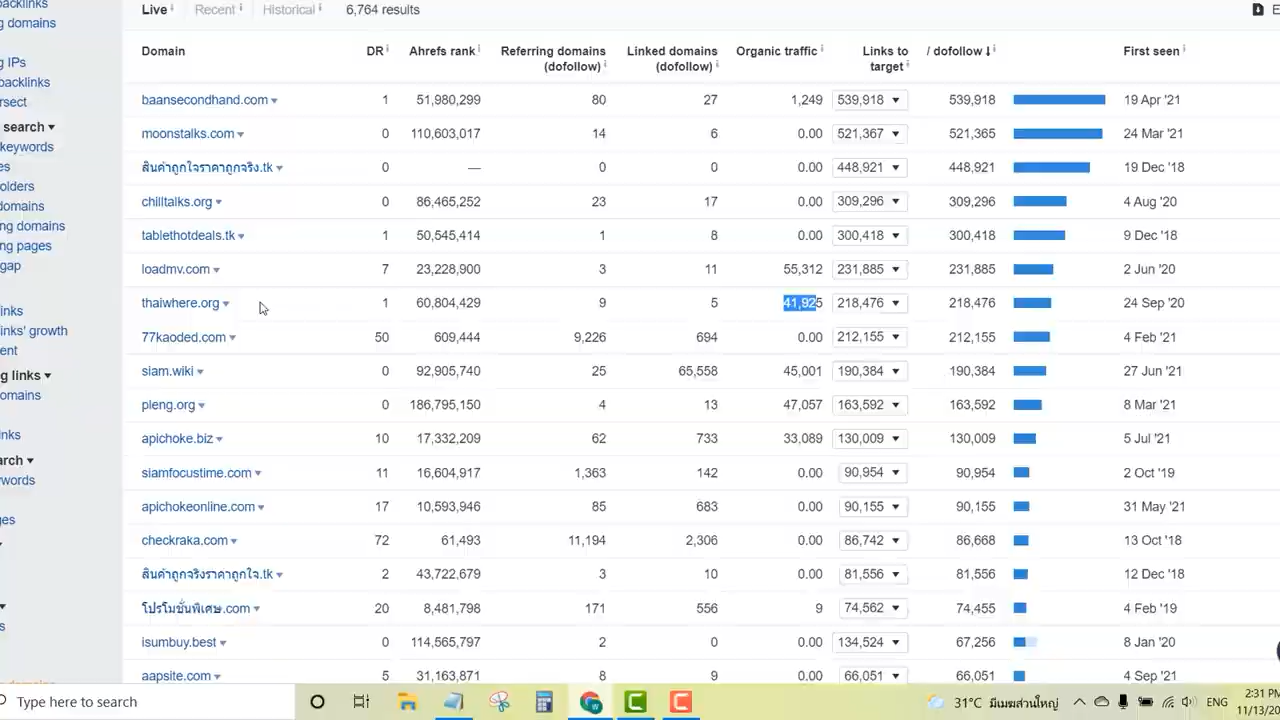 acklinks
Live Recent Historical 6,764 results
g domains
Domain DR Ahrefs rank Referring domains (dofollow) Linked domains (dofollow) Organic traffic Links to target / dofollow First seen
g IPs
backlinks
baansecondhand.com 1 51,980,299 80 27 1,249 539,918 539,918 19 Apr '21
rsect
search
moonstalks.com 0 110,603,017 14 6 0.00 521,367 521,365 24 Mar '21
keywords
es
สินค้าถูกใจราคาถูกจริง.tk 0 — 0 0 0.00 448,921 448,921 19 Dec '18
olders
domains
chilltalks.org 0 86,465,252 23 17 0.00 309,296 309,296 4 Aug '20
ng domains
tablethotdeals.tk 1 50,545,414 1 8 0.00 300,418 300,418 9 Dec '18
ng pages
gap
loadmv.com 7 23,228,900 3 11 55,312 231,885 231,885 2 Jun '20
thaiwhere.org 1 60,804,429 9 5 41,925 218,476 218,476 24 Sep '20
inks
inks' growth
77kaoded.com 50 609,444 9,226 694 0.00 212,155 212,155 4 Feb '21
ent
siam.wiki 0 92,905,740 25 65,558 45,001 190,384 190,384 27 Jun '21
g links
omains
pleng.org 0 186,795,150 4 13 47,057 163,592 163,592 8 Mar '21
inks
apichoke.biz 10 17,332,209 62 733 33,089 130,009 130,009 5 Jul '21
arch
siamfocustime.com 11 16,604,917 1,363 142 0.00 90,954 90,954 2 Oct '19
ywords
apichokeonline.com 17 10,593,946 85 683 0.00 90,155 90,155 31 May '21
ges
checkraka.com 72 61,493 11,194 2,306 0.00 86,742 86,668 13 Oct '18
สินค้าถูกจริงราคาถูกใจ.tk 2 43,722,679 3 10 0.00 81,556 81,556 12 Dec '18
โปรโมชั่นพิเศษ.com 20 8,481,798 171 556 9 74,562 74,455 4 Feb '19
s
isumbuy.best 0 114,565,797 2 0 0.00 134,524 67,256 8 Jan '20
aapsite.com 5 31,163,871 8 9 0.00 66,051 66,051 4 Sep '21
Type here to search 31°C มีเมฆส่วนใหญ่ ENG 2:31 PM
11/13/20